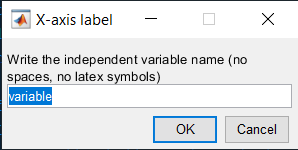 X-axis label
Write the independent variable name (no
spaces, no latex symbols)
variable
OK Cancel